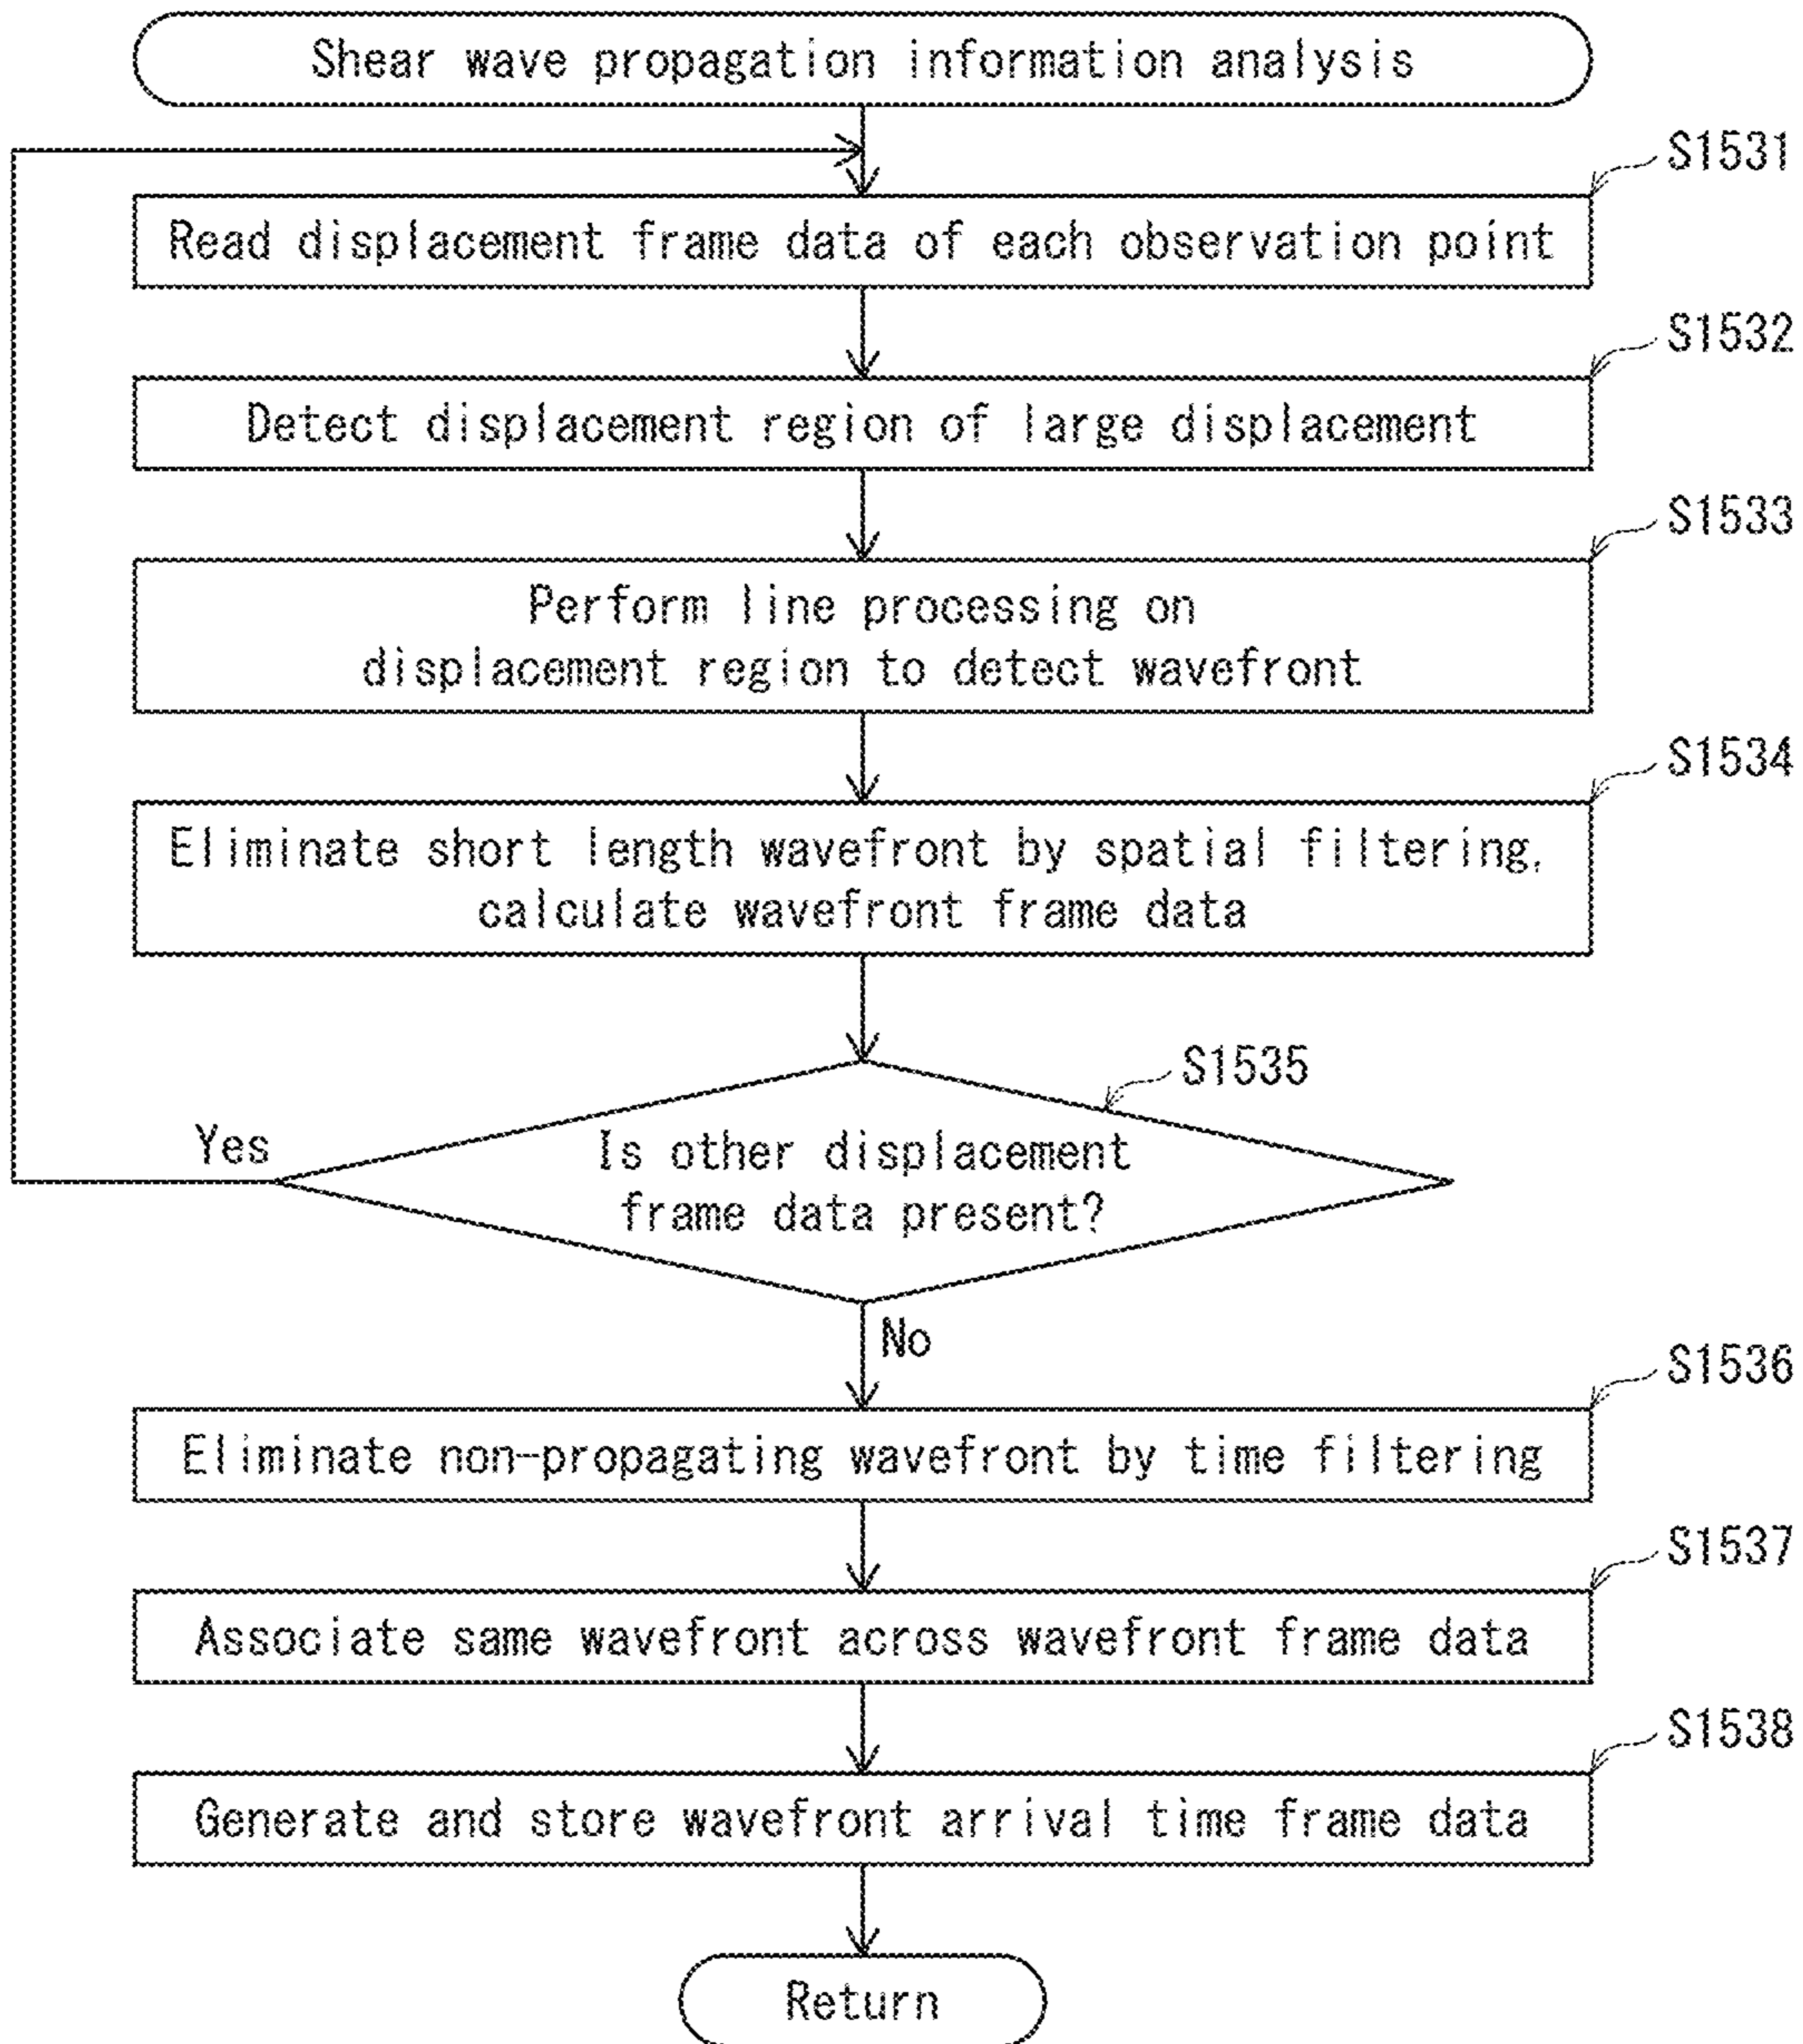 Shear wave propagation information analysis
S1531
Read displacement frame data of each observation point
S1532
Detect displacement region of large displacement
S1533
Perform line processing on
displacement region to detect wavefront
S1534
Eliminate short length wavefront by spatial filtering,
calculate wavefront frame data
S1535
Yes
Is other displacement
frame data present?
No
S1536
Eliminate non-propagating wavefront by time filtering
S1537
Associate same wavefront across wavefront frame data
S1538
Generate and store wavefront arrival time frame data
Return